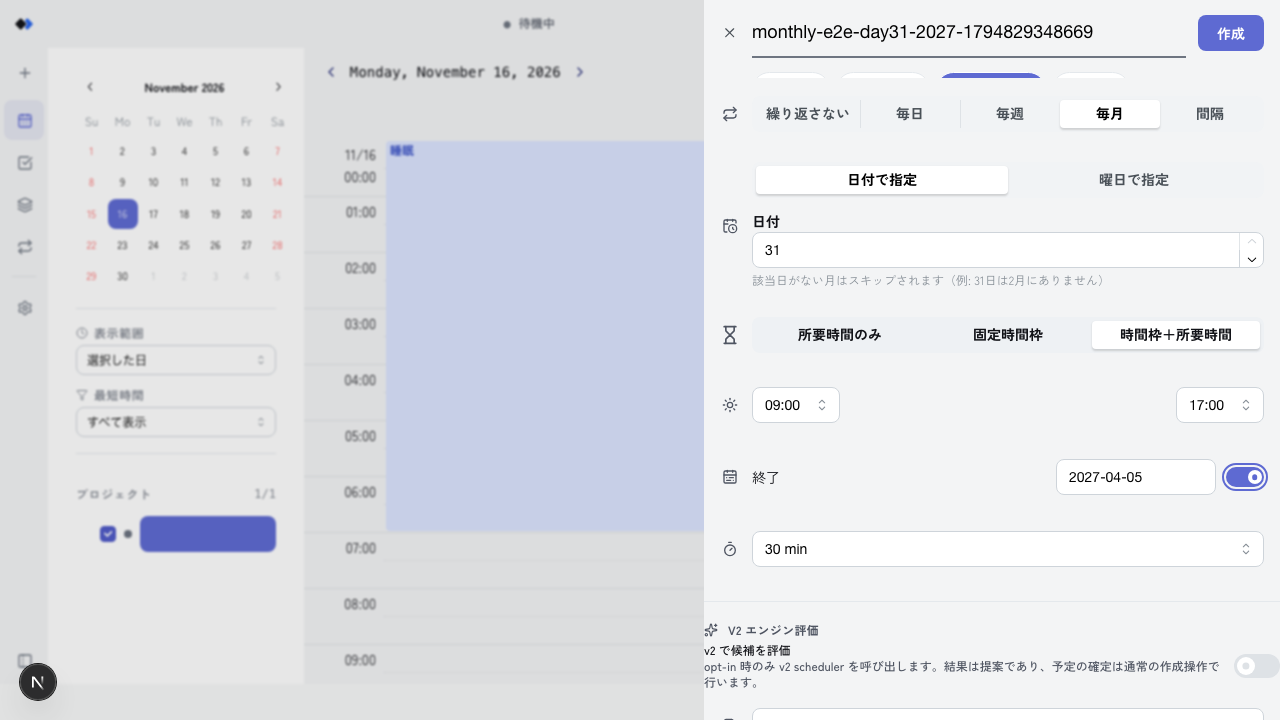 待機中
monthly-e2e-day31-2027-1794829348669
作成
November 2026
Monday, November 16, 2026
Su Mo Tu We Th Fr Sa
1 2 3 4 5 6 7
8 9 10 11 12 13 14
15 16 17 18 19 20 21
22 23 24 25 26 27 28
29 30 1 2 3 4 5
表示範囲
選択した日
最短時間
すべて表示
プロジェクト 1/1
11/16
00:00
睡眠
01:00
02:00
03:00
04:00
05:00
06:00
07:00
08:00
09:00
繰り返さない 毎日 毎週 毎月 間隔
日付で指定 曜日で指定
日付
31
該当日がない月はスキップされます（例: 31日は2月にありません）
所要時間のみ 固定時間枠 時間枠＋所要時間
09:00 17:00
終了 2027-04-05
30 min
V2 エンジン評価
v2 で候補を評価
opt-in 時のみ v2 scheduler を呼び出します。結果は提案であり、予定の確定は通常の作成操作で
行います。
N